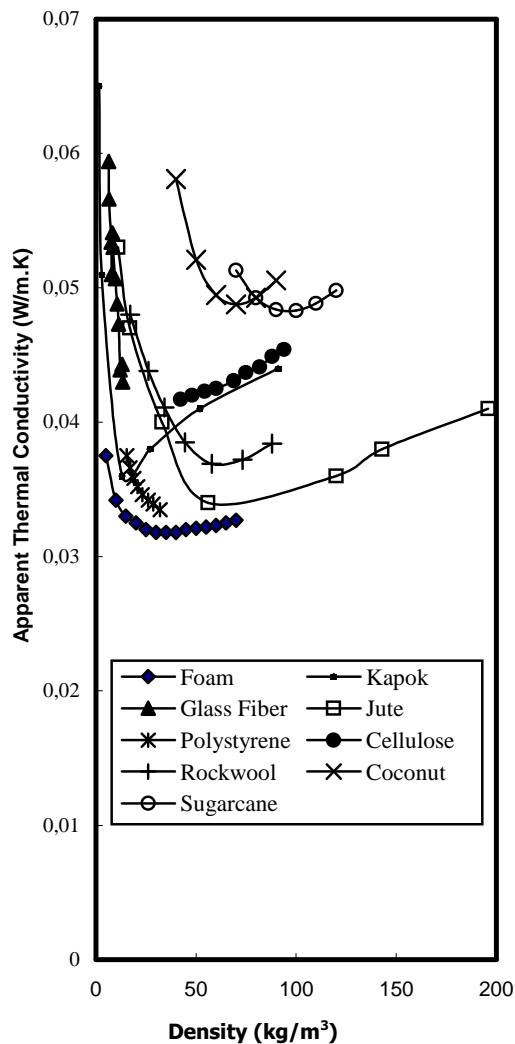 0,07
0,06
0,05
0,04
0,03
0,02
0,01
0
Apparent Thermal Conductivity (W/m.K)
Foam
Kapok
Glass Fiber
Jute
Polystyrene
Cellulose
Rockwool
Coconut
Sugarcane
0 50 100 150 200
Density (kg/m³)